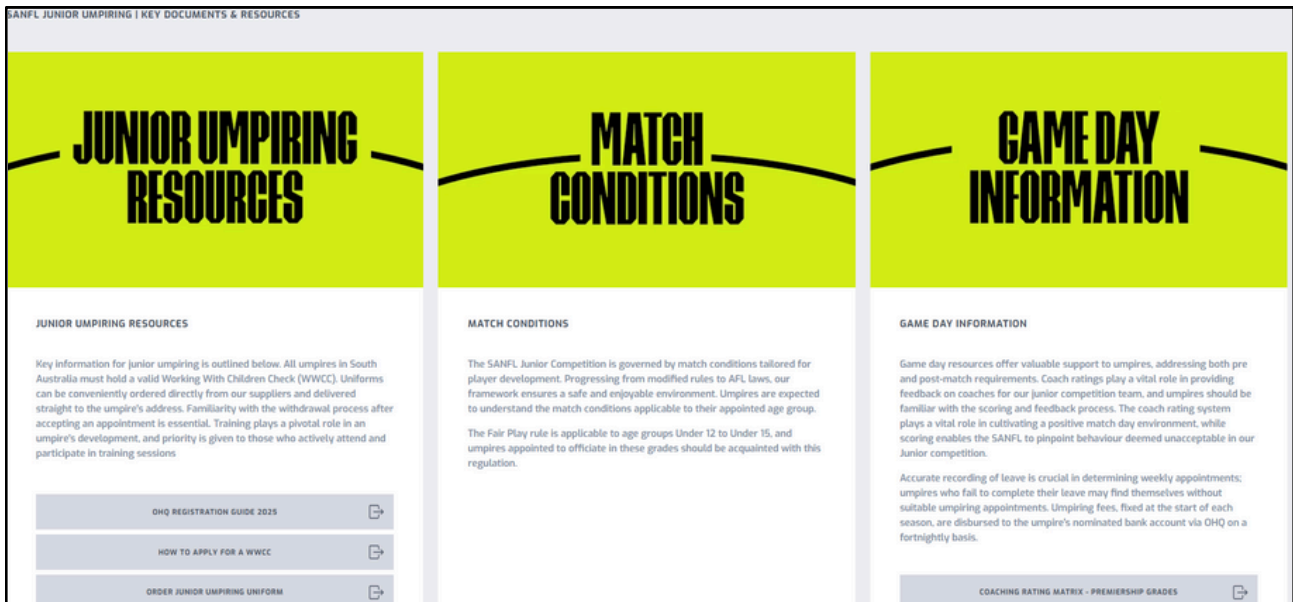 SANFL JUNIOR UMPIRING | KEY DOCUMENTS & RESOURCES
JUNIOR UMPIRING
RESOURCES
JUNIOR UMPIRING RESOURCES
Key information for junior umpiring is outlined below. All umpires in South
Australia must hold a valid Working With Children Check (WWCC). Uniforms
can be conveniently ordered directly from our suppliers and delivered
straight to the umpire's address. Familiarity with the withdrawal process after
accepting an appointment is essential. Training plays a pivotal role in an
umpire's development, and priority is given to those who actively attend and
participate in training sessions
OHQ REGISTRATION GUIDE 2025
HOW TO APPLY FOR A WWCC
ORDER JUNIOR UMPIRING UNIFORM
MATCH
CONDITIONS
MATCH CONDITIONS
The SANFL Junior Competition is governed by match conditions tailored for
player development. Progressing from modified rules to AFL laws, our
framework ensures a safe and enjoyable environment. Umpires are expected
to understand the match conditions applicable to their appointed age group.
The Fair Play rule is applicable to age groups Under 12 to Under 15, and
umpires appointed to officiate in these grades should be acquainted with this
regulation.
GAME DAY
INFORMATION
GAME DAY INFORMATION
Game day resources offer valuable support to umpires, addressing both pre
and post-match requirements. Coach ratings play a vital role in providing
feedback on coaches for our junior competition team, and umpires should be
familiar with the scoring and feedback process. The coach rating system
plays a vital role in cultivating a positive match day environment, while
scoring enables the SANFL to pinpoint behaviour deemed unacceptable in our
Junior competition.
Accurate recording of leave is crucial in determining weekly appointments;
umpires who fail to complete their leave may find themselves without
suitable umpiring appointments. Umpiring fees, fixed at the start of each
season, are disbursed to the umpire's nominated bank account via OHQ on a
fortnightly basis.
COACHING RATING MATRIX - PREMIERSHIP GRADES